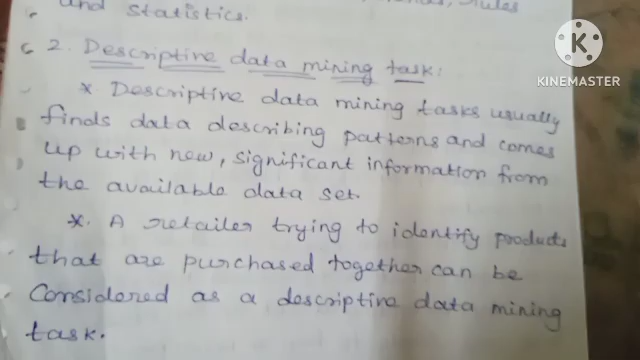 and statistics.
2. Descriptive data mining task:
* Descriptive data mining tasks usually
finds data describing patterns and comes
up with new, significant information from
the available data set.
* A retailer trying to identify products
that are purchased together can be
Considered as a descriptive data mining
task.
KINEMASTER